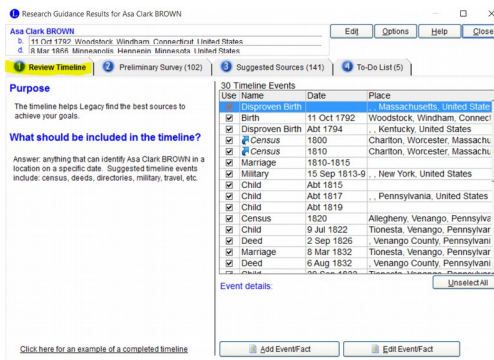 Research Guidance Results for Asa Clark BROWN
Asa Clark BROWN
b. 11 Oct 1792 Woodstock, Windham, Connecticut, United States
d. 8 Mar 1866 Minneapolis, Hennepin, Minnesota, United States
Edit Options Help Close
1 Review Timeline 2 Preliminary Survey (102) 3 Suggested Sources (141) 4 To-Do List (5)
Purpose
The timeline helps Legacy find the best sources to
achieve your goals.
What should be included in the timeline?
Answer: anything that can identify Asa Clark BROWN in a
location on a specific date. Suggested timeline events
include: census, deeds, directories, military, travel, etc.
Click here for an example of a completed timeline
30 Timeline Events
Use Name Date Place
Disproven Birth , , Massachusetts, United State
Birth 11 Oct 1792 Woodstock, Windham, Connect
Disproven Birth Abt 1794 , , Kentucky, United States
Census 1800 Charlton, Worcester, Massachu
Census 1810 Charlton, Worcester, Massachu
Marriage 1810-1815
Military 15 Sep 1813-9 , , New York, United States
Child Abt 1815
Child Abt 1817 , , Pennsylvania, United States
Child Abt 1819
Census 1820 Allegheny, Venango, Pennsylva
Child 9 Jul 1822 Tionesta, Venango, Pennsylvar
Deed 2 Sep 1826 , Venango County, Pennsylvani
Marriage 8 Mar 1832 Tionesta, Venango, Pennsylvar
Deed 6 Aug 1832 , Venango County, Pennsylvani
Event details:
Unselect All
Add Event/Fact Edit Event/Fact